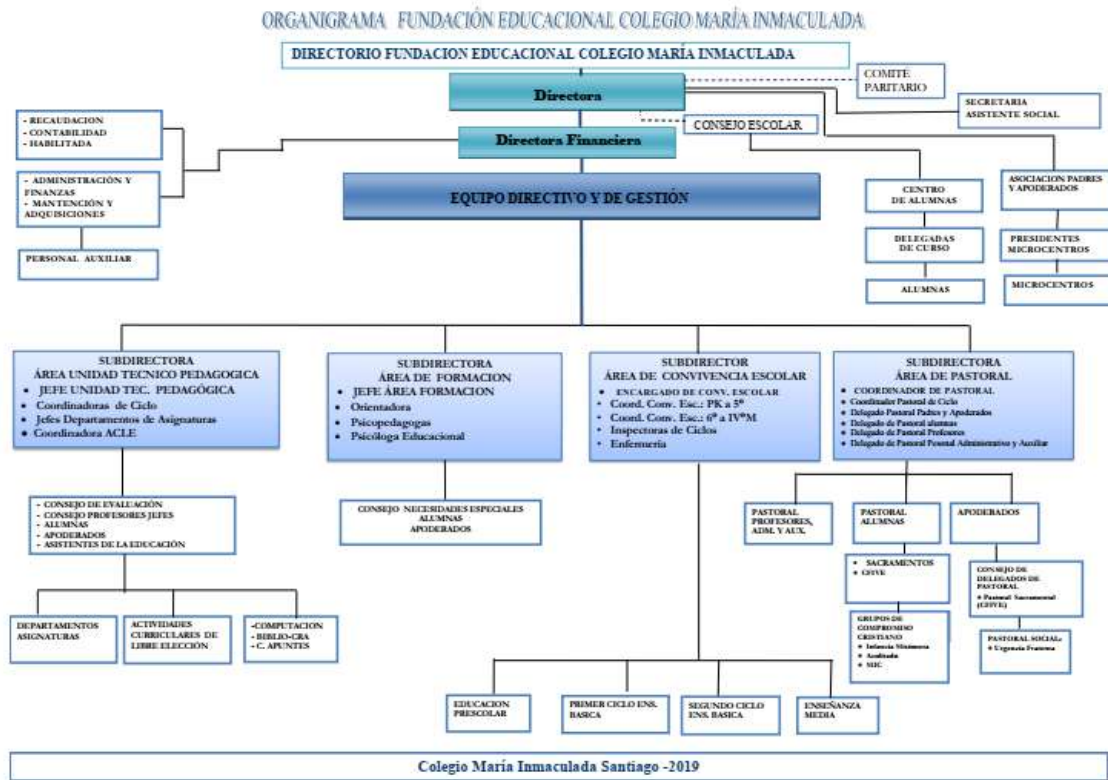 ORGANIGRAMA FUNDACIÓN EDUCACIONAL COLEGIO MARÍA INMACULADA
DIRECTORIO FUNDACION EDUCACIONAL COLEGIO MARÍA INMACULADA
COMITÉ
PARITARIO
Directora
SECRETARIA
ASISTENTE SOCIAL
- RECAUDACION
- CONTABILIDAD
- HABILITADA
CONSEJO ESCOLAR
Directora Financiera
- ADMINISTRACIÓN Y
FINANZAS
- MANTENCIÓN Y
ADQUISICIONES
EQUIPO DIRECTIVO Y DE GESTIÓN
CENTRO
DE ALUMNAS
ASOCIACION PADRES
Y APODERADOS
PERSONAL AUXILIAR
DELEGADAS
DE CURSO
PRESIDENTES
MICROCENTROS
ALUMNAS
MICROCENTROS
SUBDIRECTORA
ÁREA UNIDAD TECNICO PEDAGOGICA
• JEFE UNIDAD TEC. PEDAGÓGICA
• Coordinadoras de Ciclo
• Jefes Departamentos de Asignaturas
• Coordinadora ACLE
SUBDIRECTORA
ÁREA DE FORMACION
• JEFE ÁREA FORMACION
• Orientadora
• Psicopedagogas
• Psicóloga Educacional
SUBDIRECTOR
ÁREA DE CONVIVENCIA ESCOLAR
• ENCARGADO DE CONV. ESCOLAR
• Coord. Conv. Esc.: PK a 5°
• Coord. Conv. Esc.: 6° a IV°M
• Inspectoras de Ciclos
• Enfermería
SUBDIRECTORA
ÁREA DE PASTORAL
• COORDINADOR DE PASTORAL
• Coordinador Pastoral de Ciclo
• Delegado Pastoral Padres y Apoderados
• Delegado de Pastoral alumnas
• Delegado de Pastoral Profesores
• Delegado de Pastoral Administrativo y Auxiliar
- CONSEJO DE EVALUACIÓN
- CONSEJO PROFESORES JEFES
- ALUMNAS
- APODERADOS
- ASISTENTES DE LA EDUCACIÓN
CONSEJO NECESIDADES ESPECIALES
ALUMNAS
APODERADOS
PASTORAL
PROFESORES,
ADM. Y AUX.
PASTORAL
ALUMNAS
APODERADOS
• SACRAMENTOS
CONSEJO DE
DELEGADOS DE
PASTORAL
• Pastoral Sacramental
DEPARTAMENTOS
ASIGNATURAS
ACTIVIDADES
CURRICULARES DE
LIBRE ELECCIÓN
-COMPUTACION
- BIBLIO-CRA
- C. APUNTES
GRUPOS DE
COMPROMISO
CRISTIANO
• Infancia Misionera
PASTORAL SOCIAL:
• Urgencia Fraterna
EDUCACION
PRESCOLAR
PRIMER CICLO ENS.
BASICA
SEGUNDO CICLO
ENS. BASICA
ENSEÑANZA
MEDIA
Colegio María Inmaculada Santiago -2019